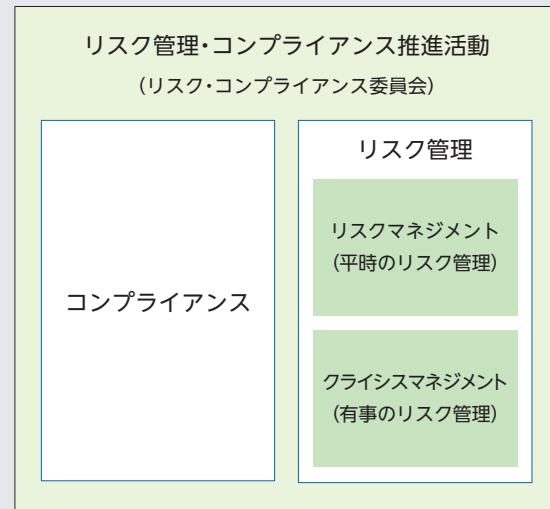 リスク管理・コンプライアンス推進活動
（リスク・コンプライアンス委員会）
コンプライアンス
リスク管理
リスクマネジメント
（平時のリスク管理）
クライシスマネジメント
（有事のリスク管理）